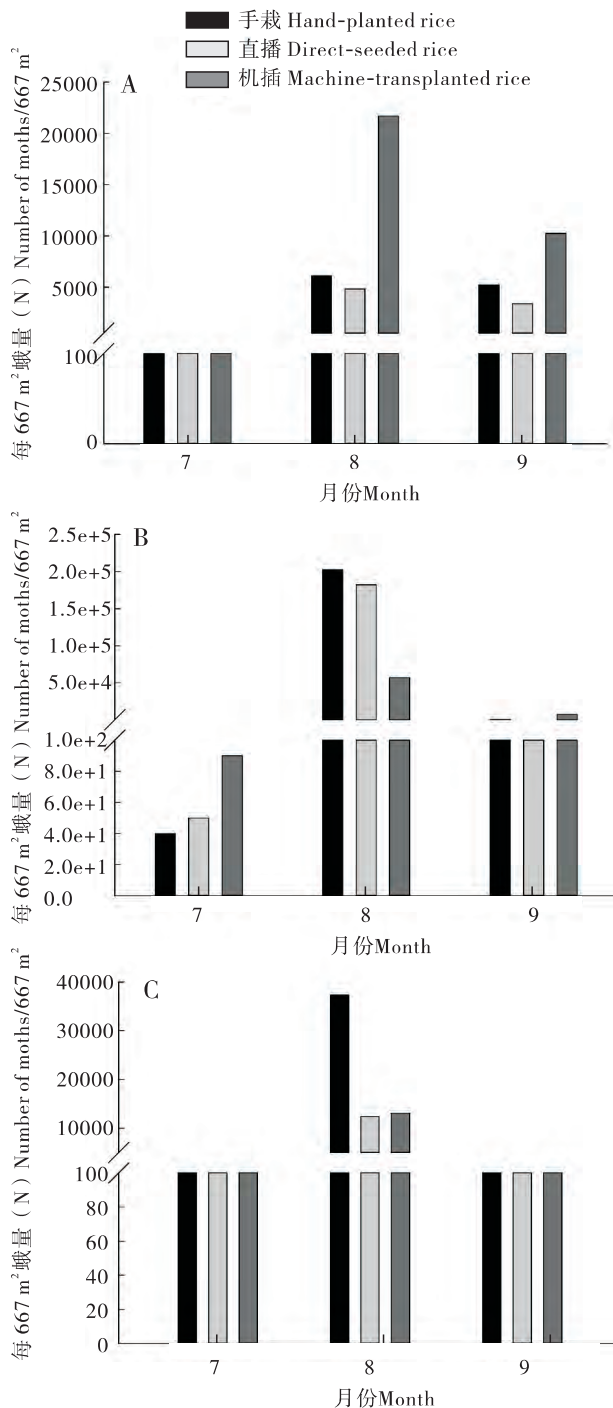 手栽 Hand-planted rice
直播 Direct-seeded rice
机插 Machine-transplanted rice
A
每 667 m²蛾量（N）Number of moths/667 m²
25000
20000
15000
10000
5000
100
0
7
8
9
月份Month
B
每 667 m²蛾量（N）Number of moths/667 m²
2.5e+5
2.0e+5
1.5e+5
1.0e+5
5.0e+4
1.0e+2
8.0e+1
6.0e+1
4.0e+1
2.0e+1
0.0
7
8
9
月份Month
C
每 667 m²蛾量（N）Number of moths/667 m²
40000
30000
20000
10000
100
80
60
40
20
0
7
8
9
月份Month